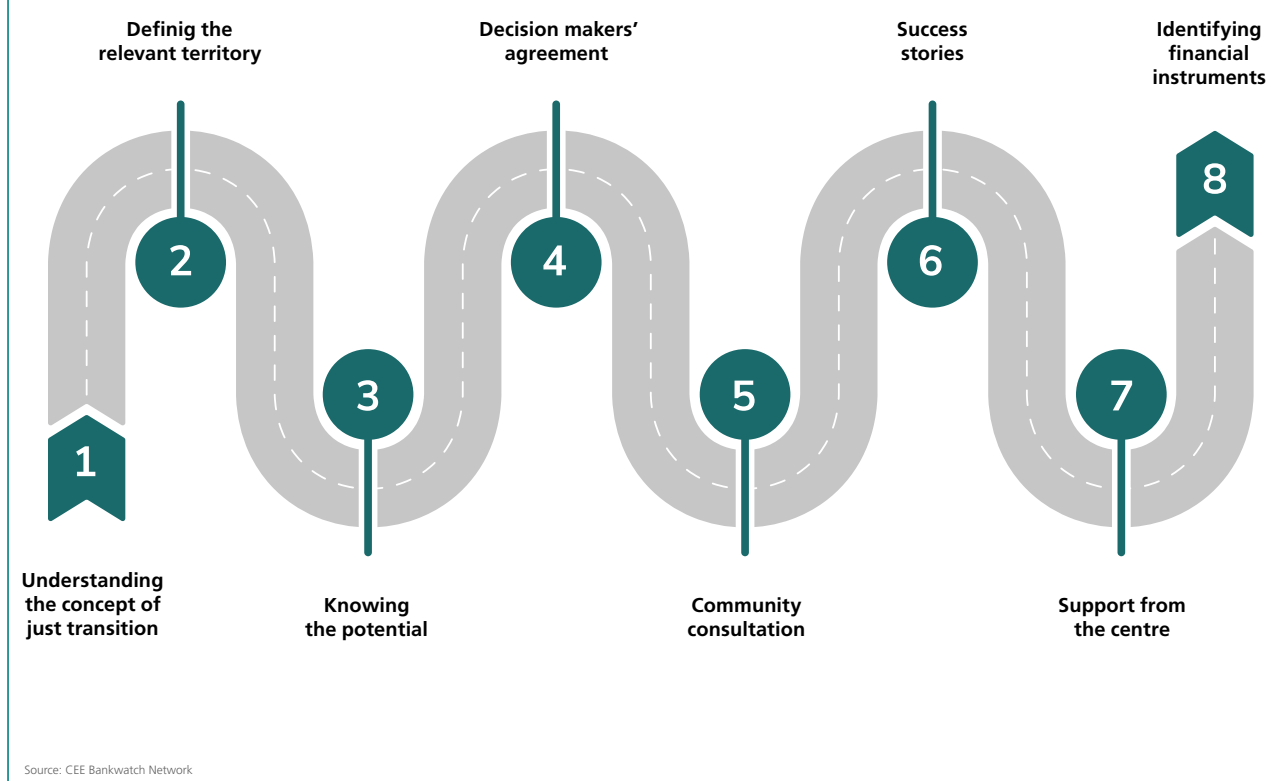 Definig the
relevant territory
Decision makers’
agreement
Success
stories
Identifying
financial
instruments
8
2
4
6
3
5
7
1
Understanding
the concept of
just transition
Knowing
the potential
Community
consultation
Support from
the centre
Source: CEE Bankwatch Network